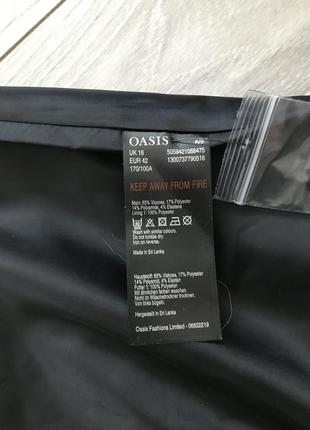 OASIS A/9
UK 16 5059421088475
EUR 42 1300737790516
170/100A
KEEP AWAY FROM FIRE
Main: 65% Viscose, 17% Polyester
14% Polyamide, 4% Elastane
Lining 1: 100% Polyester
Wash with similar colours.
Do not tumble dry.
Iron on reverse.
Made in Sri Lanka
Hauptstoff: 65% Viskose, 17% Polyester
14% Polyamid, 4% Elastan
Futter 1: 100% Polyester
Mit ähnlichen farben waschen.
Nicht im Wäschetrockner trocknen.
Von links bügeln.
Hergestellt in Sri Lanka
Oasis Fashions Limited - 06822219